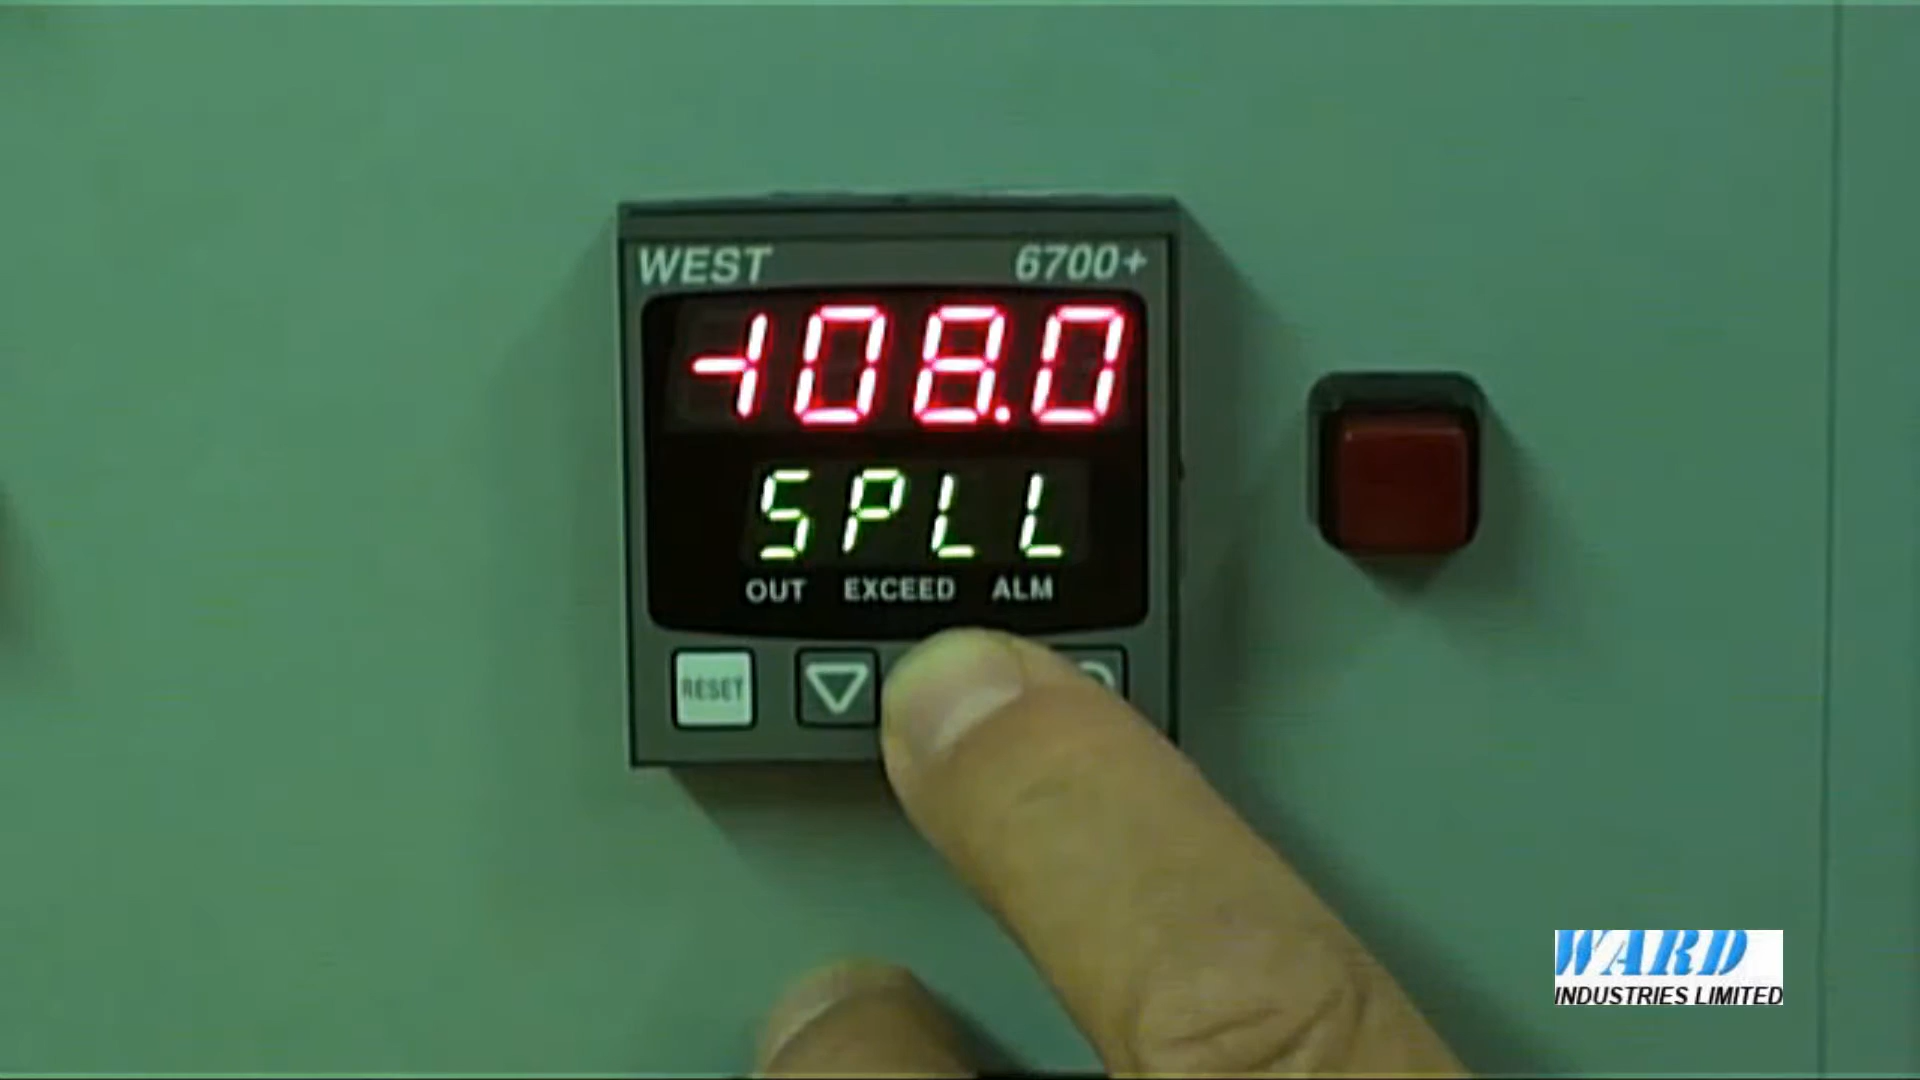 WEST 6700+
-108.0
SPLL
OUT EXCEED ALM
RESET
WARD
INDUSTRIES LIMITED